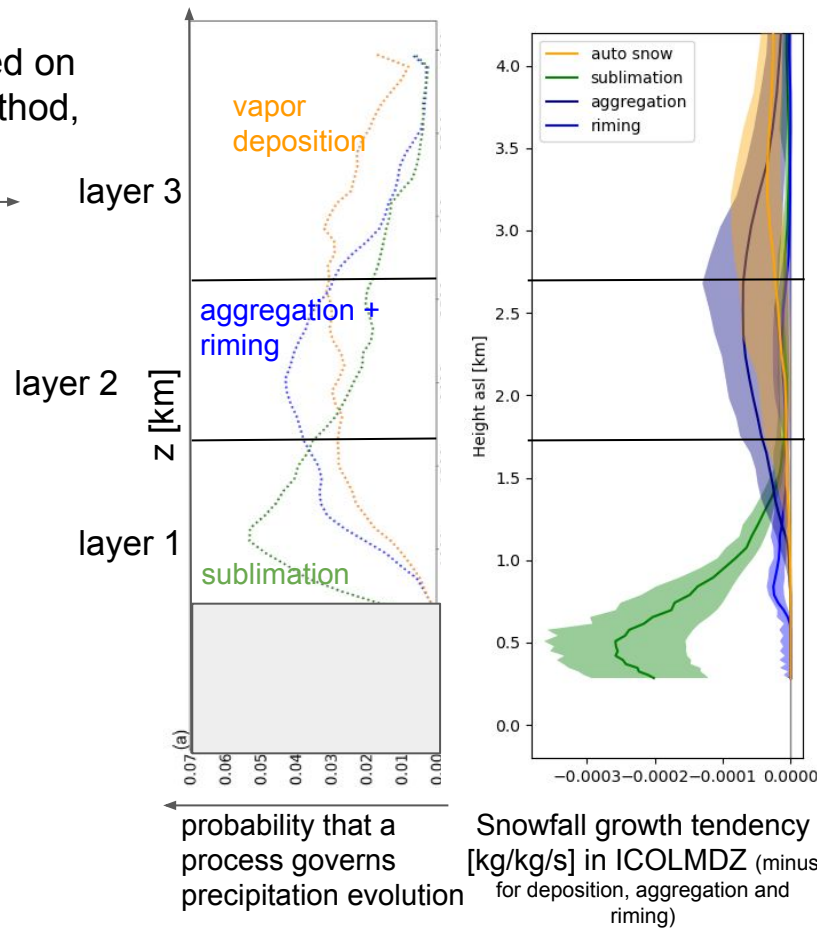 ed on
thod,
layer 3
layer 2
layer 1
z [km]
vapor
deposition
aggregation +
riming
sublimation
(a)
0.07
0.06
0.05
0.04
0.03
0.02
0.01
0.00
probability that a
process governs
precipitation evolution
auto snow
sublimation
aggregation
riming
Height asl [km]
4.0
3.5
3.0
2.5
2.0
1.5
1.0
0.5
0.0
−0.0003 −0.0002 −0.0001 0.0000
Snowfall growth tendency
[kg/kg/s] in ICOLMDZ (minus
for deposition, aggregation and
riming)